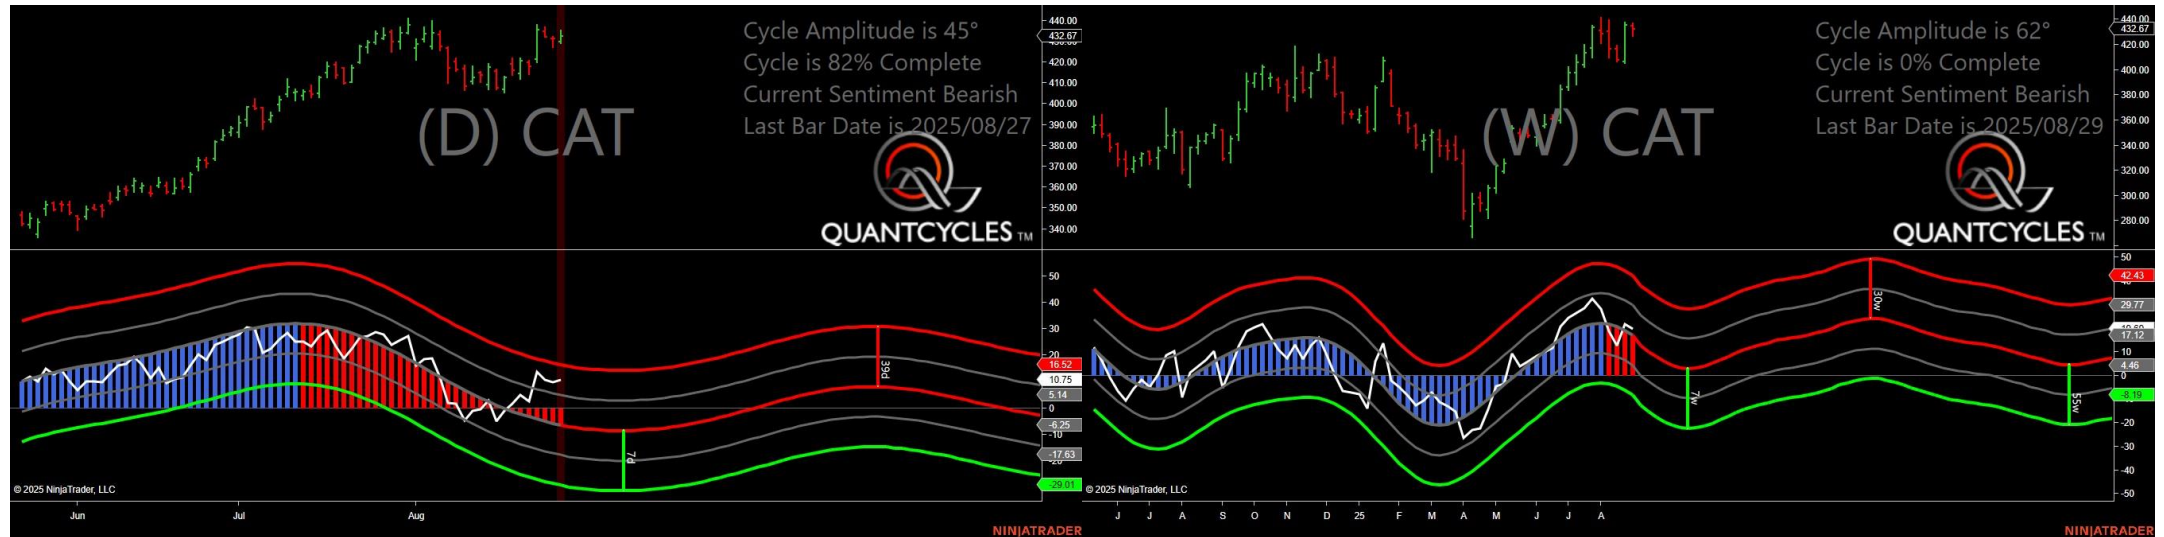 Cycle Amplitude is 45°
Cycle is 82% Complete
Current Sentiment Bearish
Last Bar Date is 2025/08/27
(D) CAT
QUANTCYCLES TM
440.00
432.67
420.00
410.00
400.00
390.00
380.00
370.00
360.00
350.00
340.00
50
40
30
20
16.52
10.75
5.14
0
-6.25
-10
-17.63
-29.01
39d
7d
© 2025 NinjaTrader, LLC
Jun Jul Aug
NINJATRADER
Cycle Amplitude is 62°
Cycle is 0% Complete
Current Sentiment Bearish
Last Bar Date is 2025/08/29
(W) CAT
QUANTCYCLES TM
440.00
432.67
420.00
400.00
380.00
360.00
340.00
320.00
300.00
280.00
50
42.43
29.77
17.12
10
4.46
0
-8.19
-20
-30
-40
-50
30w
7w
55w
© 2025 NinjaTrader, LLC
J J A S O N D 25 F M A M J J A
NINJATRADER